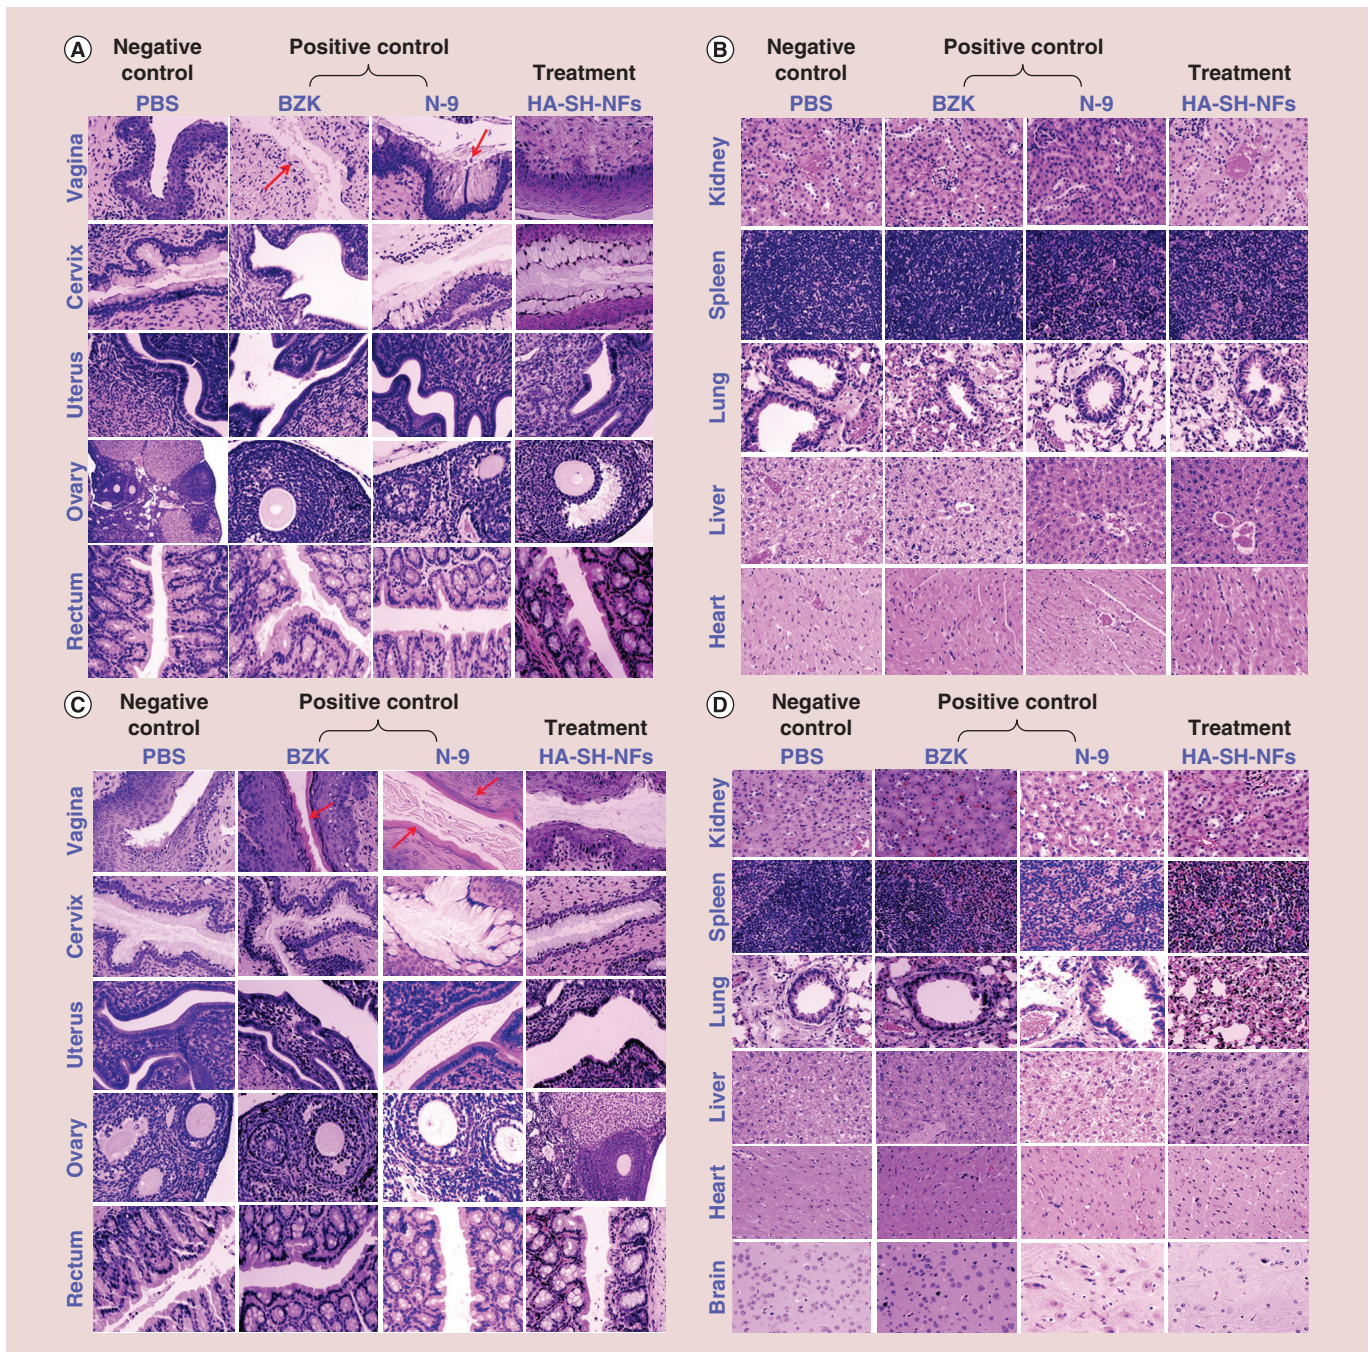 A
Negative
control
Positive control
Treatment
PBS
BZK
N-9
HA-SH-NFs
Vagina
Cervix
Uterus
Ovary
Rectum
B
Negative
control
Positive control
Treatment
PBS
BZK
N-9
HA-SH-NFs
Kidney
Spleen
Lung
Liver
Heart
C
Negative
control
Positive control
Treatment
PBS
BZK
N-9
HA-SH-NFs
Vagina
Cervix
Uterus
Ovary
Rectum
D
Negative
control
Positive control
Treatment
PBS
BZK
N-9
HA-SH-NFs
Kidney
Spleen
Lung
Liver
Heart
Brain